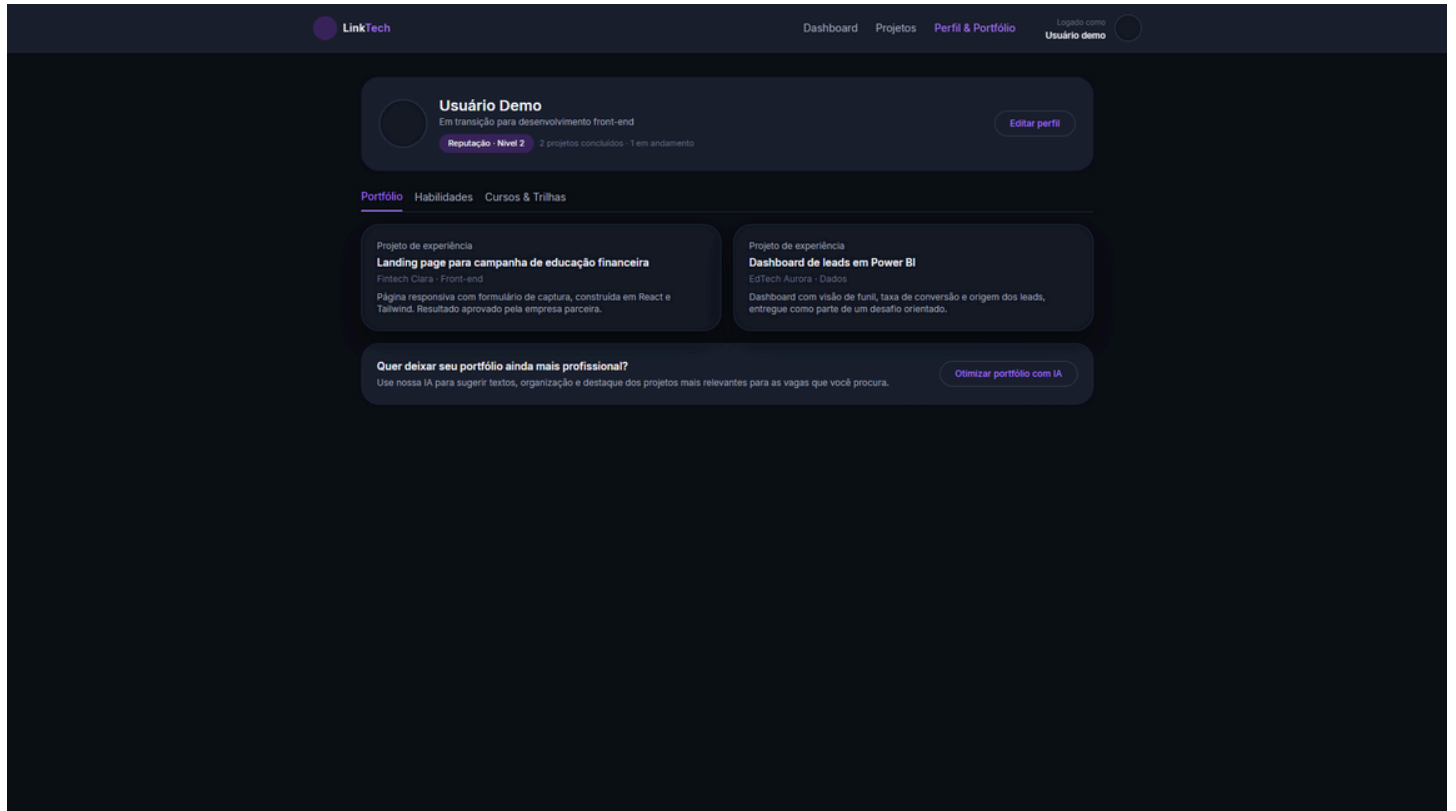 LinkTech
Dashboard
Projetos
Perfil & Portfólio
Logado como
Usuário demo
Usuário Demo
Em transição para desenvolvimento front-end
Reputação · Nível 2
2 projetos concluídos · 1 em andamento
Editar perfil
Portfólio
Habilidades
Cursos & Trilhas
Projeto de experiência
Landing page para campanha de educação financeira
Fintech Clara · Front-end
Página responsiva com formulário de captura, construída em React e
Tailwind. Resultado aprovado pela empresa parceira.
Projeto de experiência
Dashboard de leads em Power BI
EdTech Aurora · Dados
Dashboard com visão de funil, taxa de conversão e origem dos leads,
entregue como parte de um desafio orientado.
Quer deixar seu portfólio ainda mais profissional?
Use nossa IA para sugerir textos, organização e destaque dos projetos mais relevantes para as vagas que você procura.
Otimizar portfólio com IA